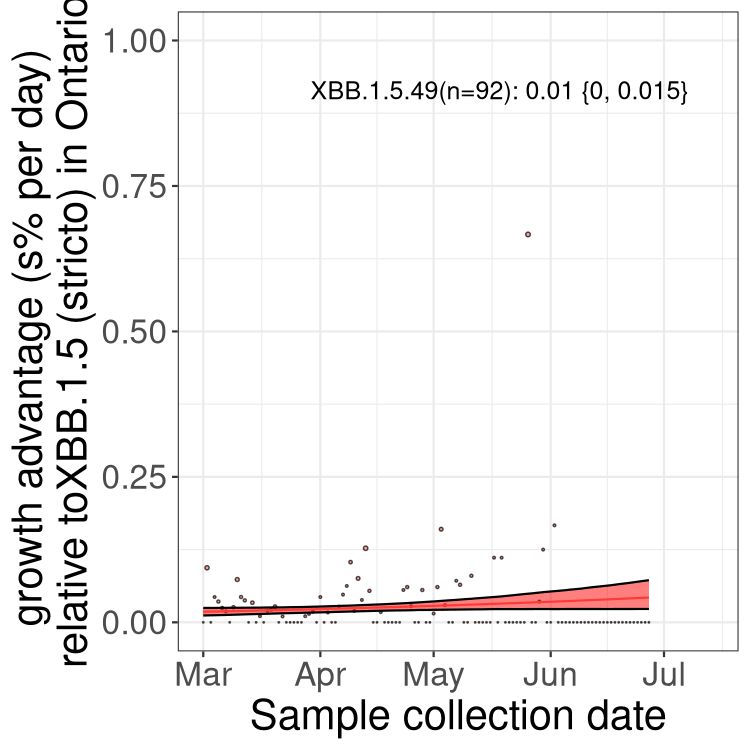 growth advantage (s% per day)
relative toXBB.1.5 (stricto) in Ontario
1.00
XBB.1.5.49(n=92): 0.01 {0, 0.015}
0.75
0.50
0.25
0.00
Mar Apr May Jun Jul
Sample collection date